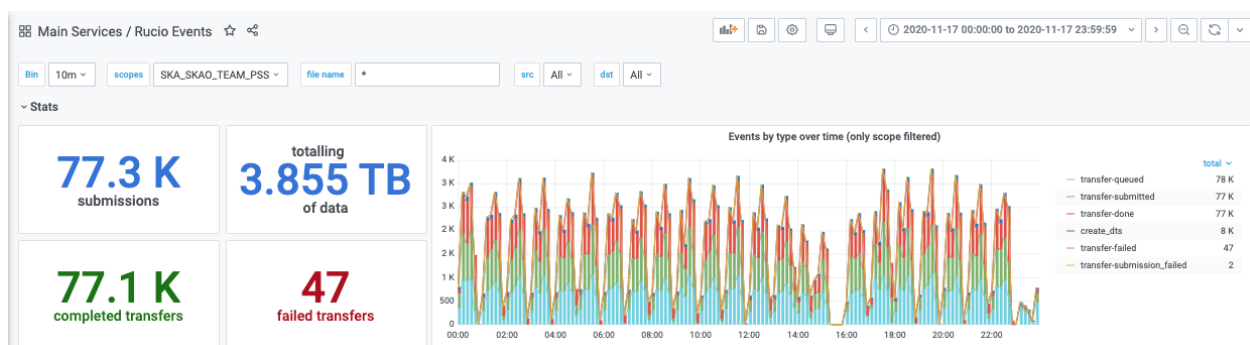 Main Services / Rucio Events
2020-11-17 00:00:00 to 2020-11-17 23:59:59
Bin 10m scopes SKA_SKAO_TEAM_PSS file name * src All dst All
Stats
77.3 K
submissions
totalling
3.855 TB
of data
77.1 K
completed transfers
47
failed transfers
Events by type over time (only scope filtered)
4 K
3 K
3 K
2 K
2 K
1 K
500
0
00:00 02:00 04:00 06:00 08:00 10:00 12:00 14:00 16:00 18:00 20:00 22:00
total
transfer-queued 78 K
transfer-submitted 77 K
transfer-done 77 K
create_dts 8 K
transfer-failed 47
transfer-submission_failed 2